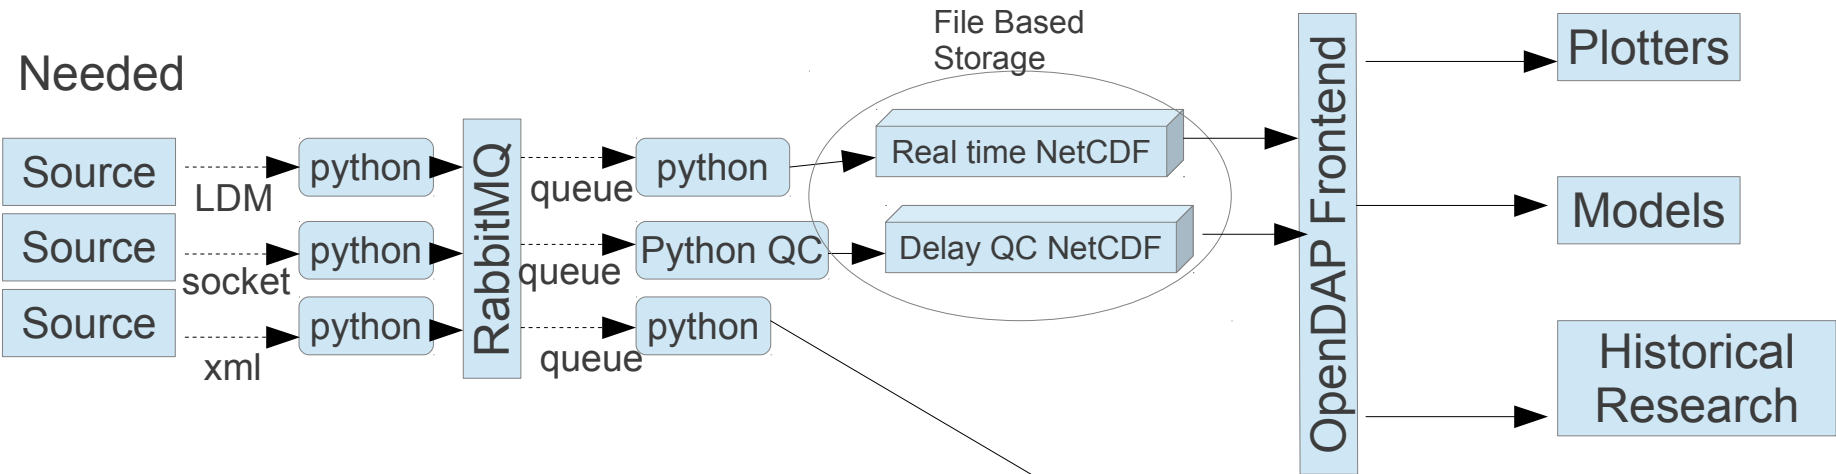 File Based
Storage
Needed
Source
LDM
python
RabbitMQ
queue
python
Real time NetCDF
OpenDAP Frontend
Plotters
Source
socket
python
queue
Python QC
Delay QC NetCDF
Models
Source
xml
python
queue
python
Historical
Research